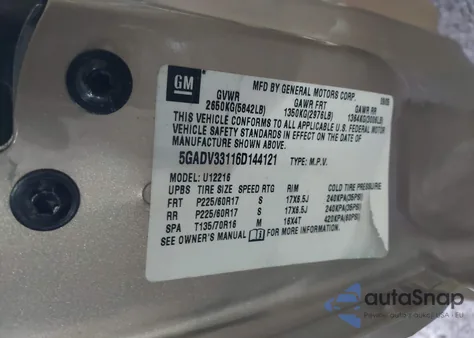 GM
MFD BY GENERAL MOTORS CORP.
GVWR GAWR FRT GAWR RR
2650KG(5842LB) 1350KG(2976LB) 1364KG(3006LB)
THIS VEHICLE CONFORMS TO ALL APPLICABLE U.S. FEDERAL MOTOR
VEHICLE SAFETY STANDARDS IN EFFECT ON THE DATE OF
MANUFACTURE SHOWN ABOVE.
5GADV33116D144121 TYPE: M.P.V.
MODEL: U12216
UPBS TIRE SIZE SPEED RTG RIM COLD TIRE PRESSURE
FRT P225/60R17 S 17X6.5J 240KPA(35PSI)
RR P225/60R17 S 17X6.5J 240KPA(35PSI)
SPA T135/70R16 M 16X4T 420KPA(60PSI)
SEE OWNER'S MANUAL FOR MORE INFORMATION.
autoSnap